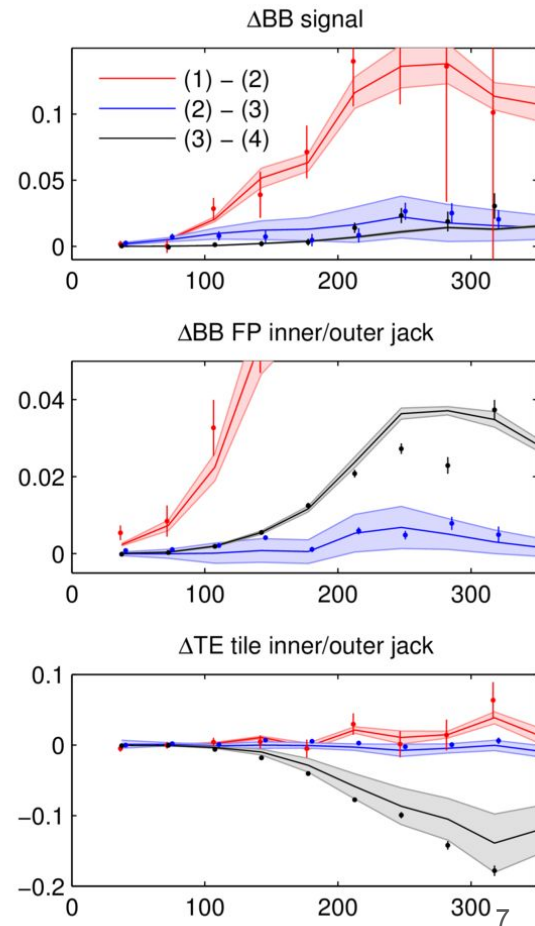 ΔBB signal
0.1
0.05
0
(1) − (2)
(2) − (3)
(3) − (4)
0 100 200 300
ΔBB FP inner/outer jack
0.04
0.02
0
0 100 200 300
ΔTE tile inner/outer jack
0.1
0
−0.1
−0.2
0 100 200 300
7